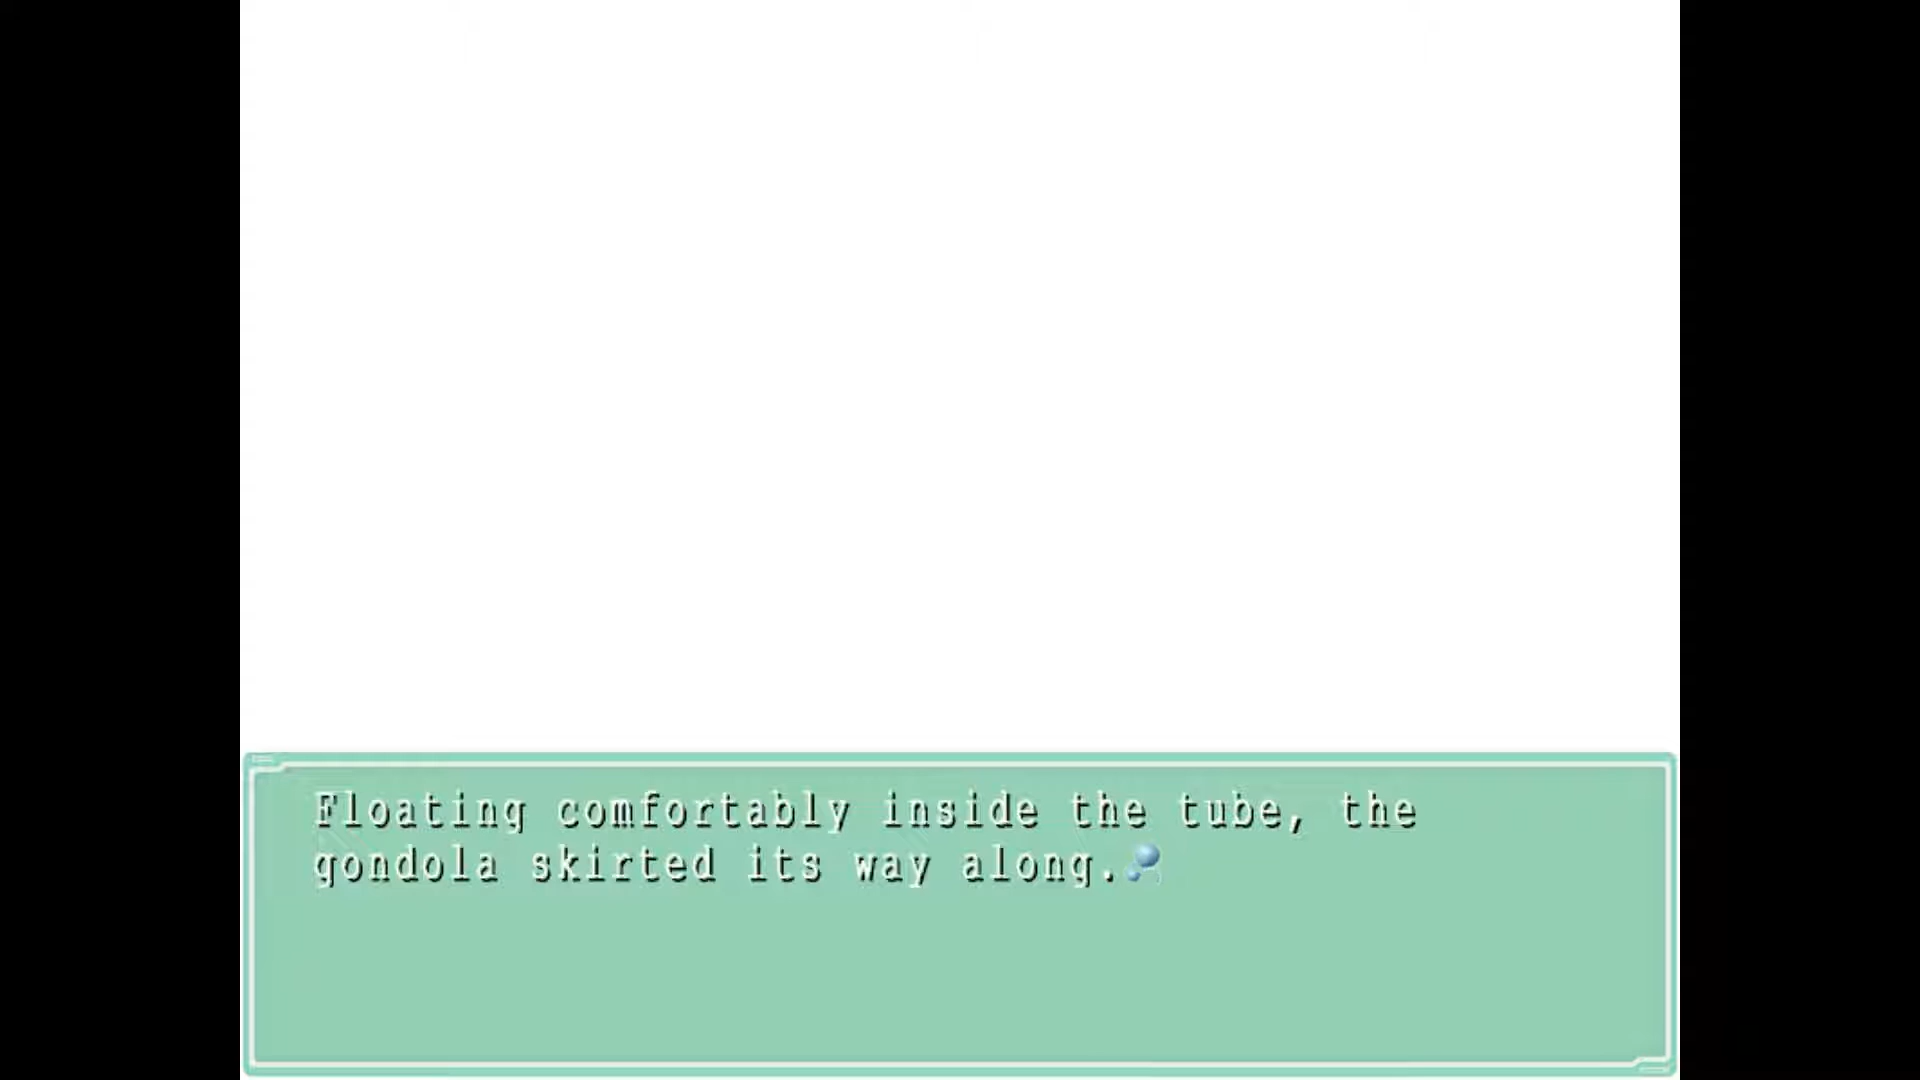 Floating comfortably inside the tube, the
gondola skirted its way along.